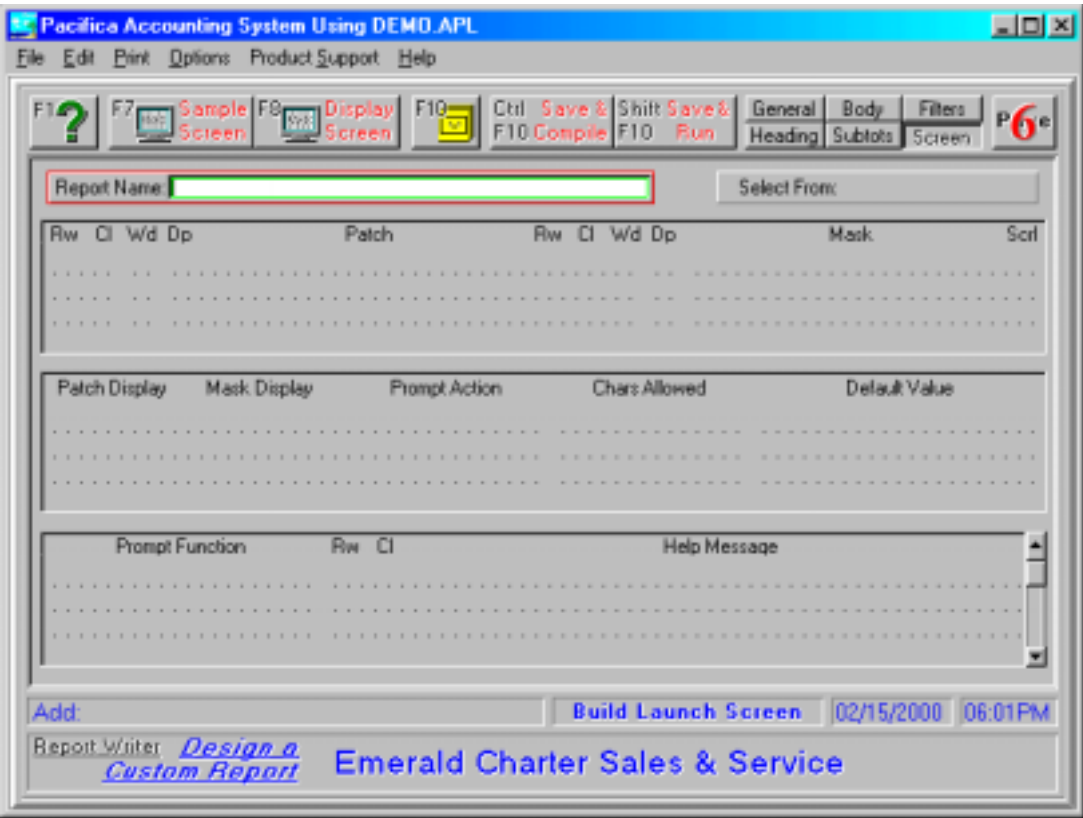 Pacifica Accounting System Using DEMO.APL
File Edit Print Options Product Support Help
F1 ? F7 Sample Screen F8 Display Screen F10 Ctrl F10 Save & Compile Shift F10 Save & Run General Body Filters Heading Subtots Screen P 6 e
Report Name: Select From:
Rw Cl Wd Dp Patch Rw Cl Wd Dp Mask Scrl
Patch Display Mask Display Prompt Action Chars Allowed Default Value
Prompt Function Rw Cl Help Message
Add: Build Launch Screen 02/15/2000 06:01PM
Report Writer Design a Custom Report
Emerald Charter Sales & Service